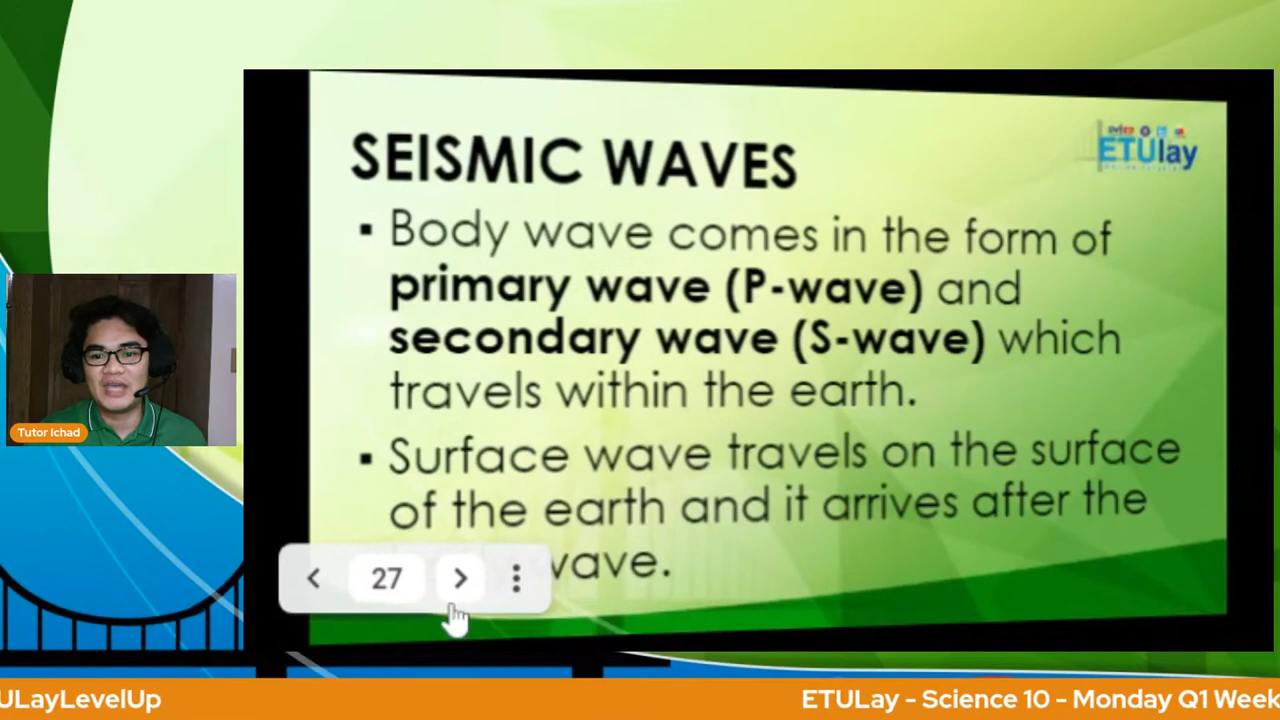 SEISMIC WAVES
ETULay
▪ Body wave comes in the form of
primary wave (P-wave) and
secondary wave (S-wave) which
travels within the earth.
▪ Surface wave travels on the surface
of the earth and it arrives after the
wave.
27
Tutor Ichad
ULayLevelUp
ETULay - Science 10 - Monday Q1 Week